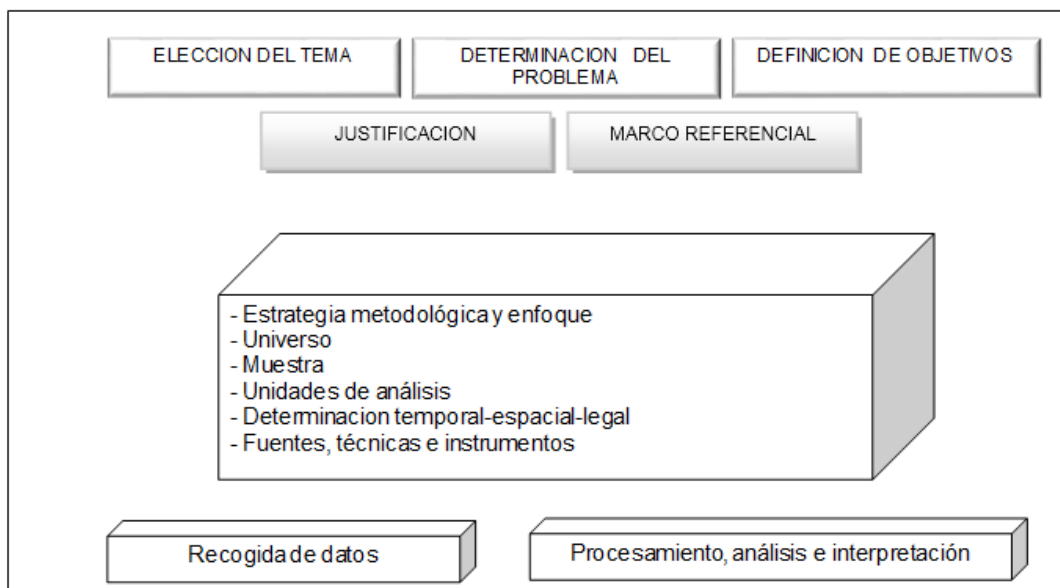 ELECCION DEL TEMA
DETERMINACION DEL
PROBLEMA
DEFINICION DE OBJETIVOS
JUSTIFICACION
MARCO REFERENCIAL
- Estrategia metodológica y enfoque
- Universo
- Muestra
- Unidades de análisis
- Determinacion temporal-espacial-legal
- Fuentes, técnicas e instrumentos
Recogida de datos
Procesamiento, análisis e interpretación